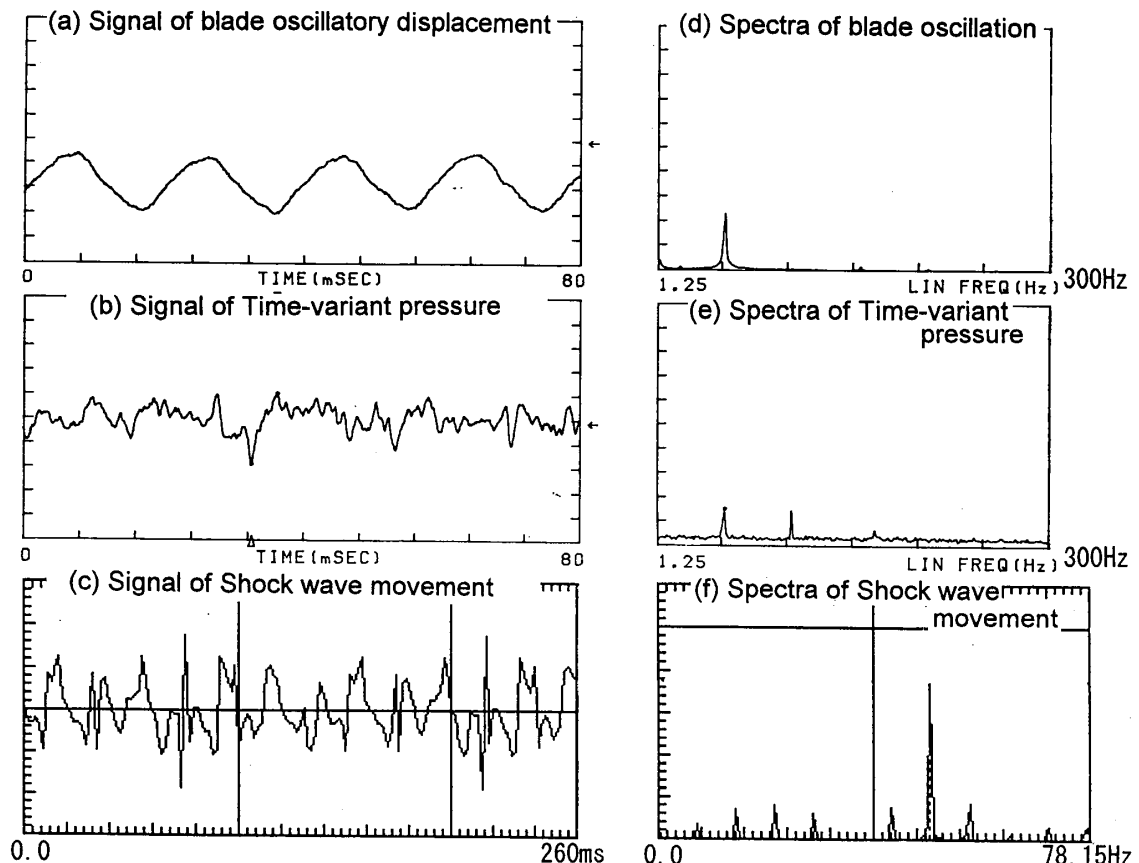 (a) Signal of blade oscillatory displacement
0
TIME(mSEC)
80
(b) Signal of Time-variant pressure
0
TIME(mSEC)
80
(c) Signal of Shock wave movement
0.0
260ms
(d) Spectra of blade oscillation
1.25
LIN FREQ(Hz)
300Hz
(e) Spectra of Time-variant
pressure
1.25
LIN FREQ(Hz)
300Hz
(f) Spectra of Shock wave
movement
0.0
78.15Hz